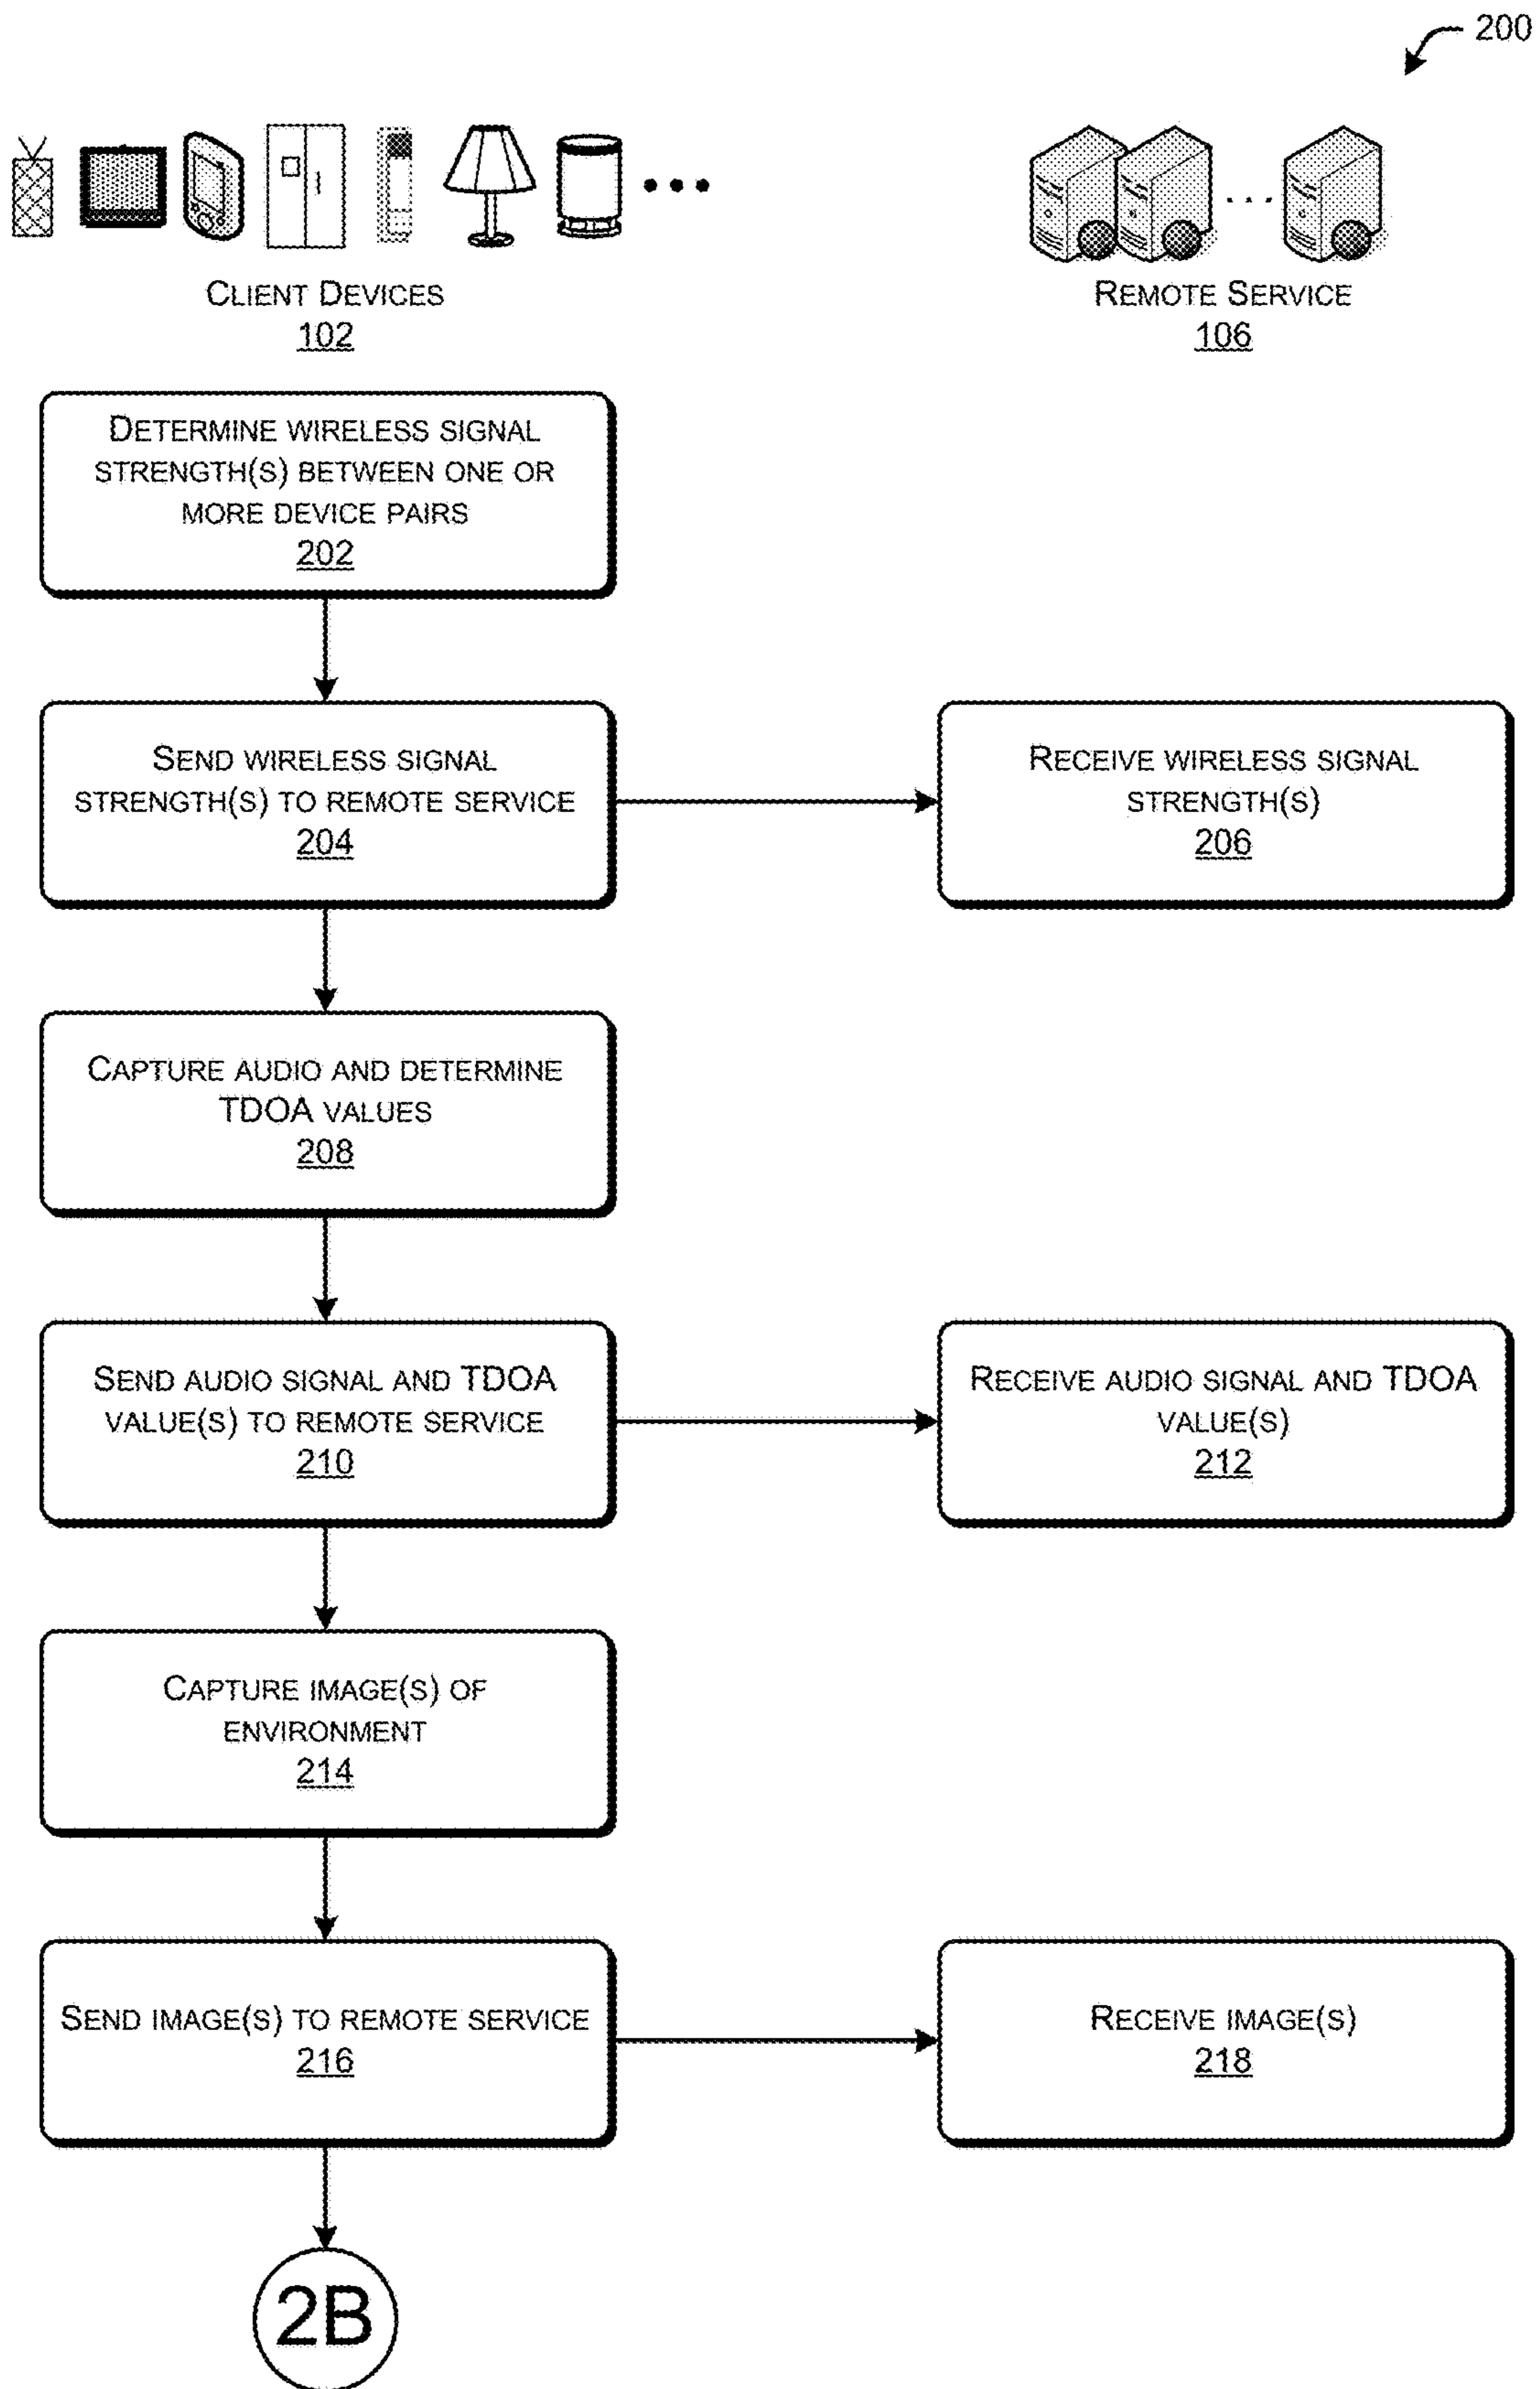 200
CLIENT DEVICES
102
REMOTE SERVICE
106
DETERMINE WIRELESS SIGNAL
STRENGTH(S) BETWEEN ONE OR
MORE DEVICE PAIRS
202
SEND WIRELESS SIGNAL
STRENGTH(S) TO REMOTE SERVICE
204
RECEIVE WIRELESS SIGNAL
STRENGTH(S)
206
CAPTURE AUDIO AND DETERMINE
TDOA VALUES
208
SEND AUDIO SIGNAL AND TDOA
VALUE(S) TO REMOTE SERVICE
210
RECEIVE AUDIO SIGNAL AND TDOA
VALUE(S)
212
CAPTURE IMAGE(S) OF
ENVIRONMENT
214
SEND IMAGE(S) TO REMOTE SERVICE
216
RECEIVE IMAGE(S)
218
2B